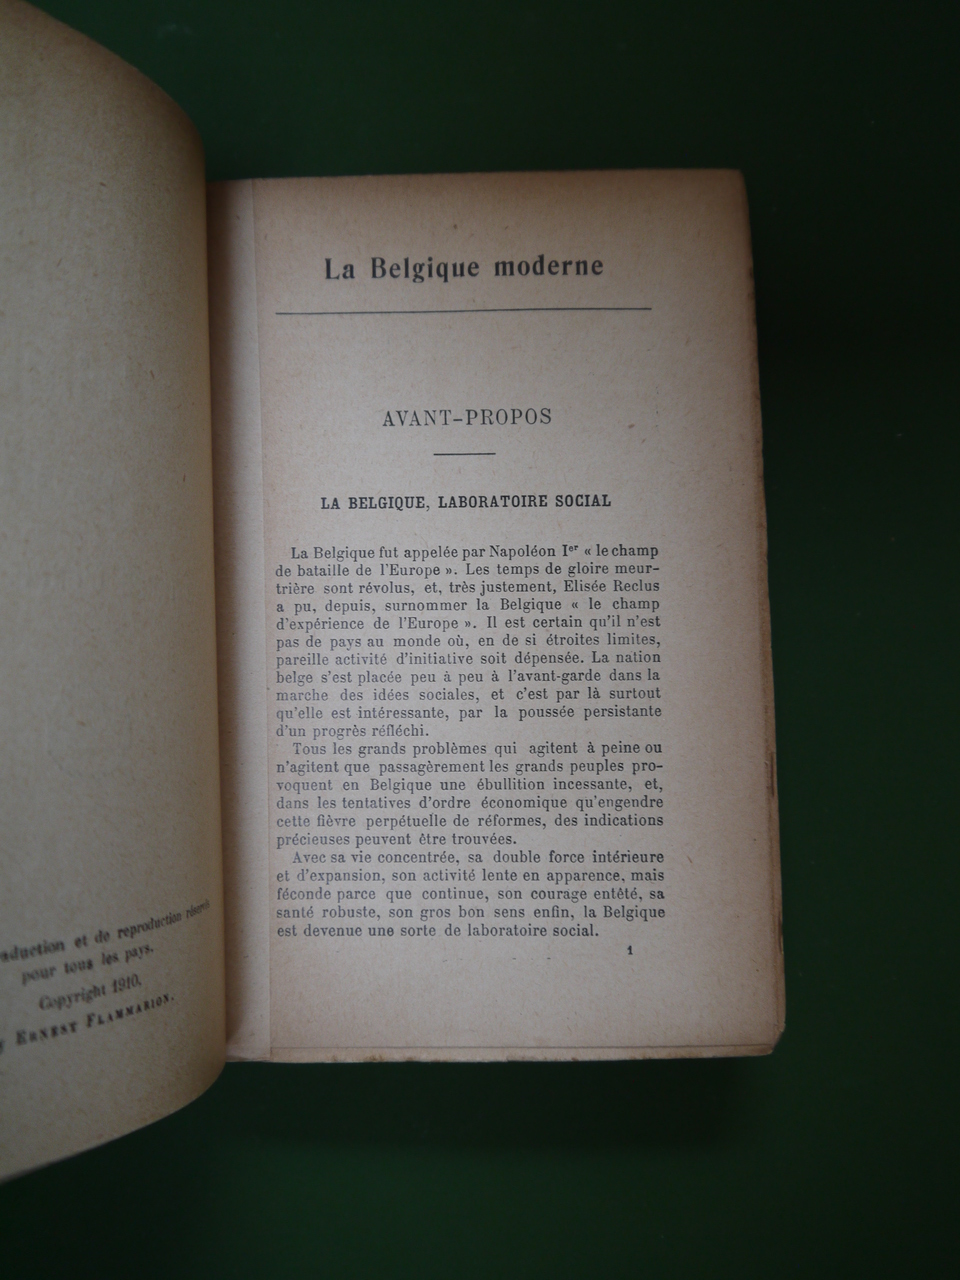 aduction et de reproduction réservés
pour tous les pays.
Copyright 1910,
ERNEST FLAMMARION.
La Belgique moderne
AVANT-PROPOS
LA BELGIQUE, LABORATOIRE SOCIAL
La Belgique fut appelée par Napoléon Ier « le champ
de bataille de l'Europe ». Les temps de gloire meur-
trière sont révolus, et, très justement, Elisée Reclus
a pu, depuis, surnommer la Belgique « le champ
d'expérience de l'Europe ». Il est certain qu'il n'est
pas de pays au monde où, en de si étroites limites,
pareille activité d'initiative soit dépensée. La nation
belge s'est placée peu à peu à l'avant-garde dans la
marche des idées sociales, et c'est par là surtout
qu'elle est intéressante, par la poussée persistante
d'un progrès réfléchi.
Tous les grands problèmes qui agitent à peine ou
n'agitent que passagèrement les grands peuples pro-
voquent en Belgique une ébullition incessante, et,
dans les tentatives d'ordre économique qu'engendre
cette fièvre perpétuelle de réformes, des indications
précieuses peuvent être trouvées.
Avec sa vie concentrée, sa double force intérieure
et d'expansion, son activité lente en apparence, mais
féconde parce que continue, son courage entêté, sa
santé robuste, son gros bon sens enfin, la Belgique
est devenue une sorte de laboratoire social.
1